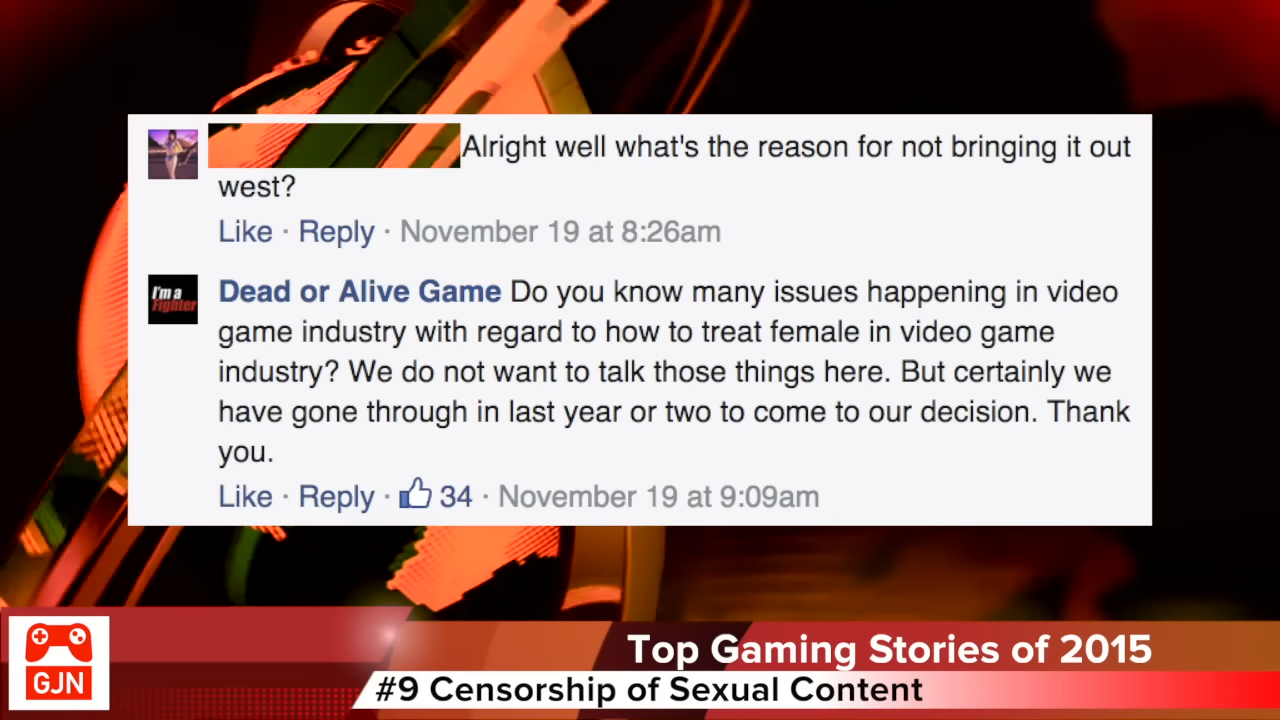 Alright well what's the reason for not bringing it out
west?
Like · Reply · November 19 at 8:26am
I'm a
Fighter
Dead or Alive Game Do you know many issues happening in video
game industry with regard to how to treat female in video game
industry? We do not want to talk those things here. But certainly we
have gone through in last year or two to come to our decision. Thank
you.
Like · Reply · 34 · November 19 at 9:09am
Top Gaming Stories of 2015
#9 Censorship of Sexual Content
GJN